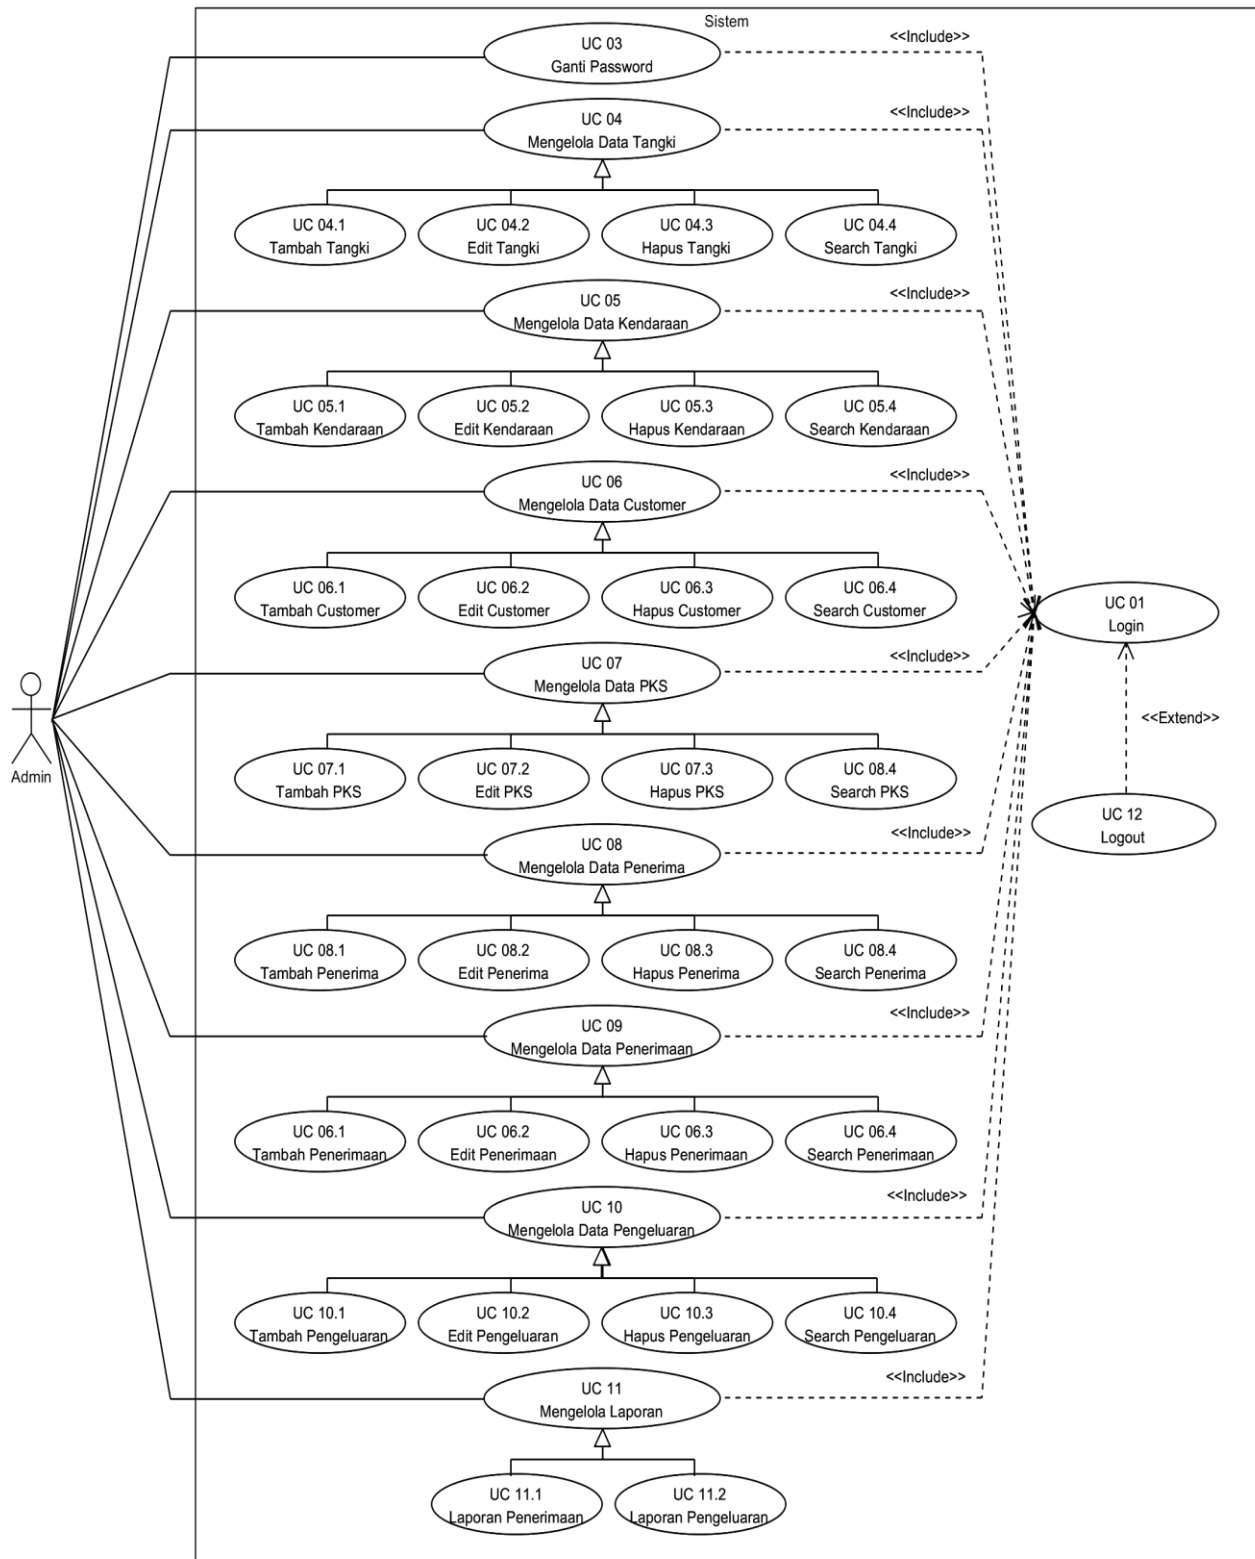 Sistem
UC 03
Ganti Password
<<Include>>
UC 04
Mengelola Data Tangki
<<Include>>
UC 04.1
Tambah Tangki
UC 04.2
Edit Tangki
UC 04.3
Hapus Tangki
UC 04.4
Search Tangki
UC 05
Mengelola Data Kendaraan
<<Include>>
UC 05.1
Tambah Kendaraan
UC 05.2
Edit Kendaraan
UC 05.3
Hapus Kendaraan
UC 05.4
Search Kendaraan
UC 06
Mengelola Data Customer
<<Include>>
UC 06.1
Tambah Customer
UC 06.2
Edit Customer
UC 06.3
Hapus Customer
UC 06.4
Search Customer
UC 01
Login
UC 07
Mengelola Data PKS
<<Include>>
<<Extend>>
Admin
UC 07.1
Tambah PKS
UC 07.2
Edit PKS
UC 07.3
Hapus PKS
UC 08.4
Search PKS
UC 12
Logout
UC 08
Mengelola Data Penerima
<<Include>>
UC 08.1
Tambah Penerima
UC 08.2
Edit Penerima
UC 08.3
Hapus Penerima
UC 08.4
Search Penerima
UC 09
Mengelola Data Penerimaan
<<Include>>
UC 06.1
Tambah Penerimaan
UC 06.2
Edit Penerimaan
UC 06.3
Hapus Penerimaan
UC 06.4
Search Penerimaan
UC 10
Mengelola Data Pengeluaran
<<Include>>
UC 10.1
Tambah Pengeluaran
UC 10.2
Edit Pengeluaran
UC 10.3
Hapus Pengeluaran
UC 10.4
Search Pengeluaran
UC 11
Mengelola Laporan
<<Include>>
UC 11.1
Laporan Penerimaan
UC 11.2
Laporan Pengeluaran